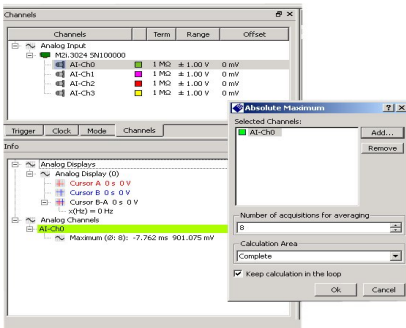 Channels
Channels Term Range Offset
Analog Input
M2i.3024 SN100000
AI-Ch0 1 MΩ ± 1.00 V 0 mV
AI-Ch1 1 MΩ ± 1.00 V 0 mV
AI-Ch2 1 MΩ ± 1.00 V 0 mV
AI-Ch3 1 MΩ ± 1.00 V 0 mV
Trigger Clock Mode Channels
Info
Analog Displays
Analog Display (0)
Cursor A 0 s 0 V
Cursor B 0 s 0 V
Cursor B-A 0 s 0 V
x(Hz) = 0 Hz
Analog Channels
AI-Ch0
Maximum (Ø: 8): -7.762 ms 901.075 mV
Absolute Maximum
Selected Channels:
AI-Ch0
Add...
Remove
Number of acquisitions for averaging
8
Calculation Area
Complete
Keep calculation in the loop
Ok Cancel